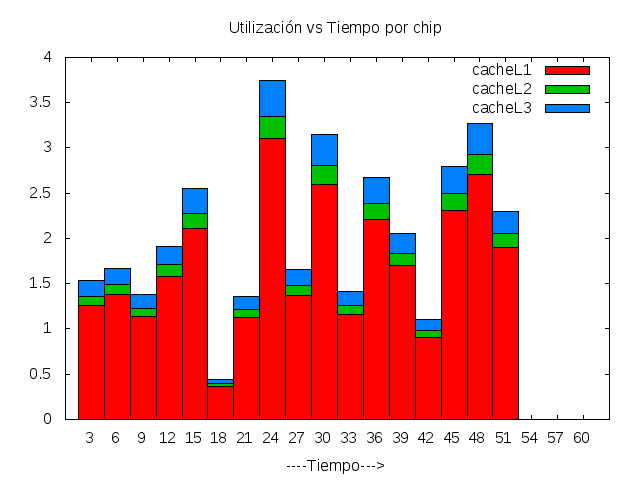 Utilización vs Tiempo por chip
cacheL1
cacheL2
cacheL3
4
3.5
3
2.5
2
1.5
1
0.5
0
3 6 9 12 15 18 21 24 27 30 33 36 39 42 45 48 51 54 57 60
----Tiempo--->